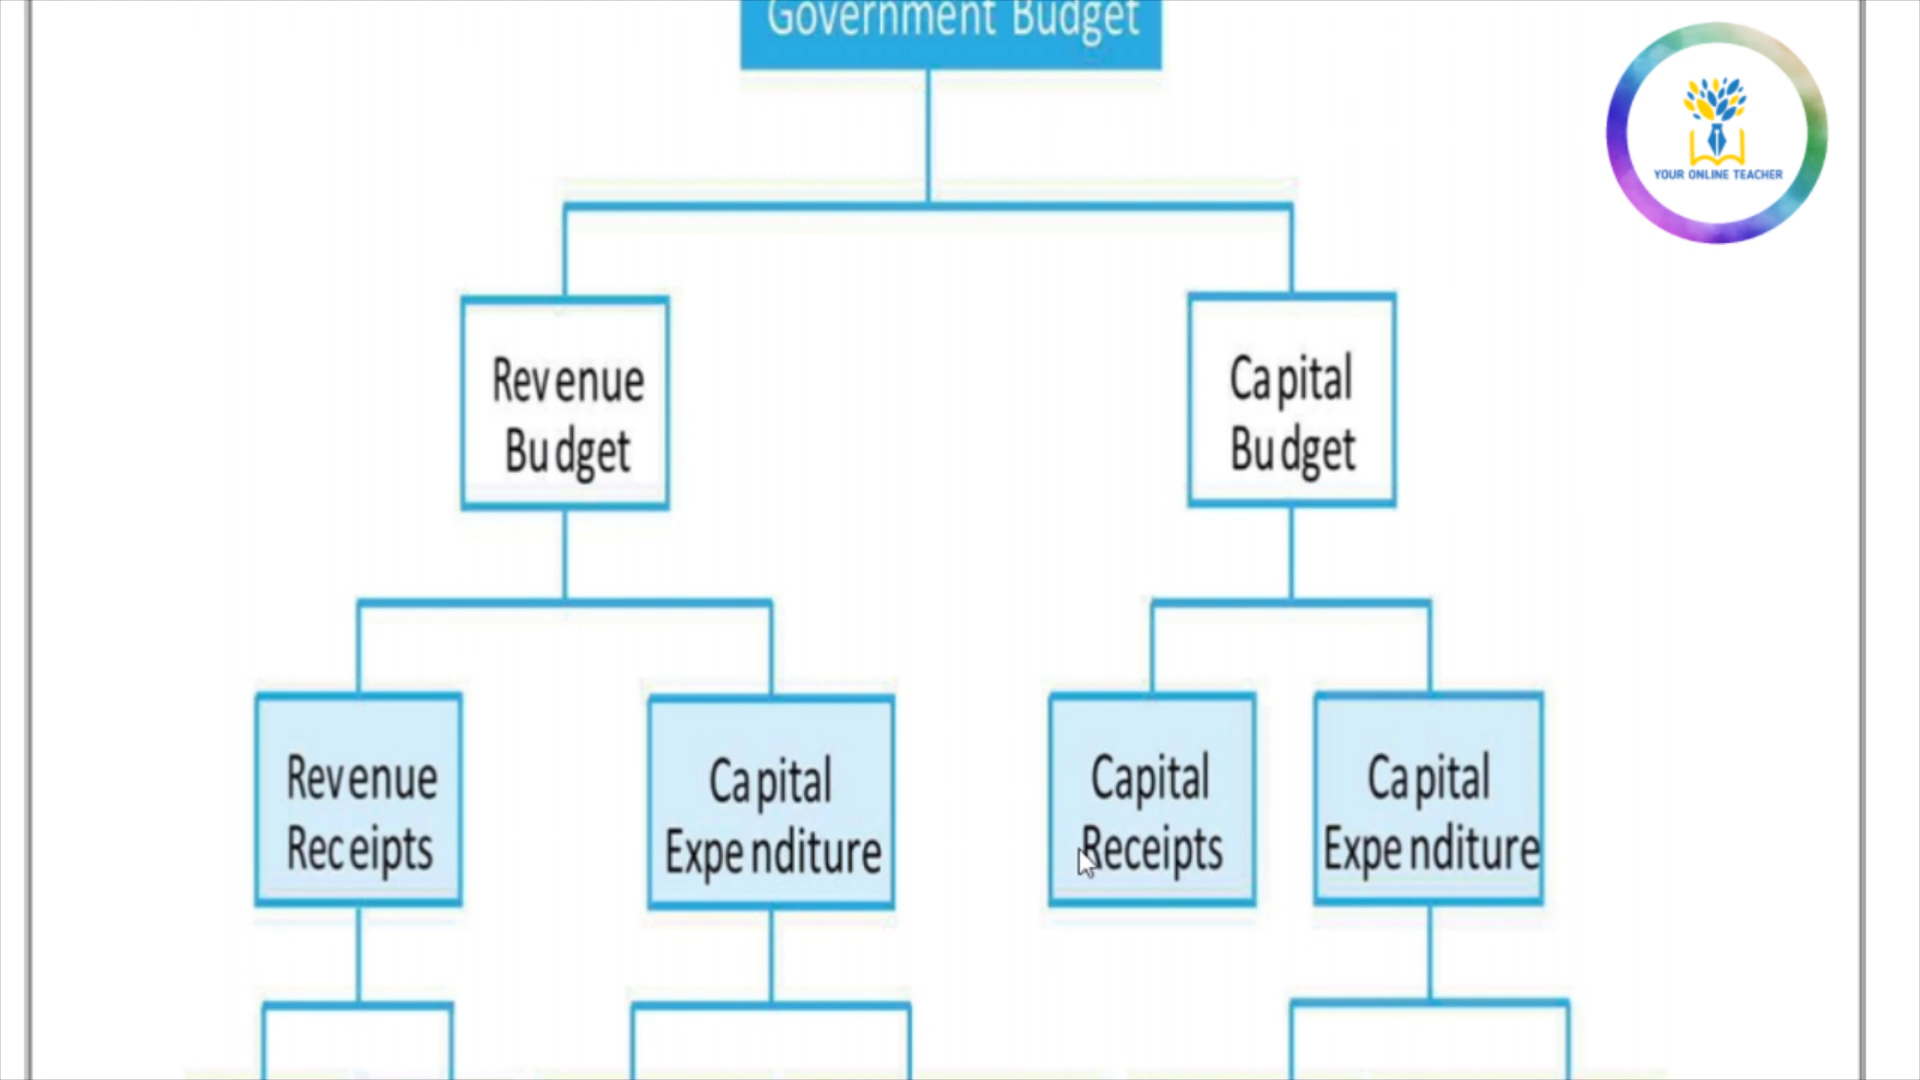 Government Budget
YOUR ONLINE TEACHER
Revenue
Budget
Capital
Budget
Revenue
Receipts
Capital
Expenditure
Capital
Receipts
Capital
Expenditure